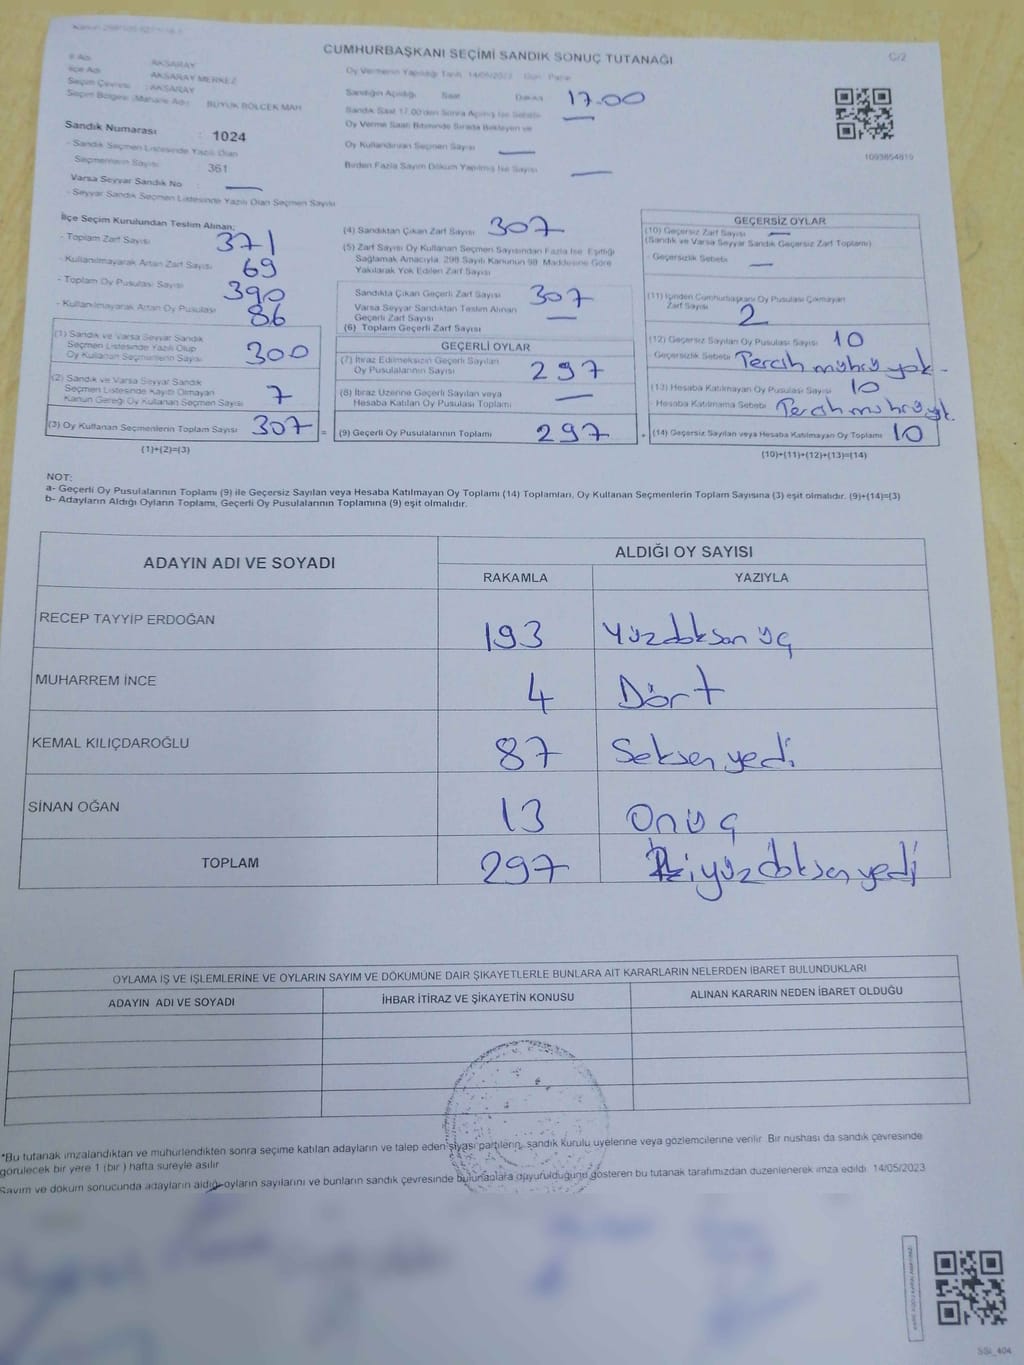 CUMHURBAŞKANI SEÇİMİ SANDIK SONUÇ TUTANAĞI
C/2
İl Adı : AKSARAY
İlçe Adı : AKSARAY MERKEZ
Seçim Çevresi : AKSARAY
Seçim Bölgesi (Mahalle Adı) : BÜYÜK BÖLCEK MAH
Sandık Numarası : 1024
- Sandık Seçmen Listesinde Yazılı Olan
Seçmenlerin Sayısı : 361
Varsa Seyyar Sandık No : —
- Seyyar Sandık Seçmen Listesinde Yazılı Olan Seçmen Sayısı
Oy Vermenin Yapıldığı Tarih 14/05/2023 Gün Pazar
Sandığın Açıldığı Saat Dakika 17.00
Sandık Saat 17.00'den Sonra Açılmış İse Sebebi —
Oy Verme Saati Bitiminde Sırada Bekleyen ve
Oy Kullandırılan Seçmen Sayısı —
Birden Fazla Sayım Döküm Yapılmış İse Sayısı —
1093854819
İlçe Seçim Kurulundan Teslim Alınan;
- Toplam Zarf Sayısı 371
- Kullanılmayarak Artan Zarf Sayısı 69
- Toplam Oy Pusulası Sayısı 390
- Kullanılmayarak Artan Oy Pusulası 86
(1) Sandık ve Varsa Seyyar Sandık
Seçmen Listesinde Yazılı Olup
Oy Kullanan Seçmenlerin Sayısı 300
(2) Sandık ve Varsa Seyyar Sandık
Seçmen Listesinde Kayıtlı Olmayan
Kanun Gereği Oy Kullanan Seçmen Sayısı 7
(3) Oy Kullanan Seçmenlerin Toplam Sayısı 307 =
(1)+(2)=(3)
(4) Sandıktan Çıkan Zarf Sayısı 307
(5) Zarf Sayısı Oy Kullanan Seçmen Sayısından Fazla İse, Eşitliği
Sağlamak Amacıyla, 298 Sayılı Kanunun 98. Maddesine Göre
Yakılarak Yok Edilen Zarf Sayısı
Sandıkta Çıkan Geçerli Zarf Sayısı 307
Varsa Seyyar Sandıktan Teslim Alınan
Geçerli Zarf Sayısı —
(6) Toplam Geçerli Zarf Sayısı
GEÇERLİ OYLAR
(7) İtiraz Edilmeksizin Geçerli Sayılan
Oy Pusulalarının Sayısı 297
(8) İtiraz Üzerine Geçerli Sayılan veya
Hesaba Katılan Oy Pusulası Toplamı —
(9) Geçerli Oy Pusulalarının Toplamı 297 +
GEÇERSİZ OYLAR
(10) Geçersiz Zarf Sayısı —
(Sandık ve Varsa Seyyar Sandık Geçersiz Zarf Toplamı)
- Geçersizlik Sebebi —
(11) İçinden Cumhurbaşkanı Oy Pusulası Çıkmayan
Zarf Sayısı 2
(12) Geçersiz Sayılan Oy Pusulası Sayısı 10
Geçersizlik Sebebi Tercih mührü yok -
(13) Hesaba Katılmayan Oy Pusulası Sayısı 10
- Hesaba Katılmama Sebebi Tercih mührü yok.
(14) Geçersiz Sayılan veya Hesaba Katılmayan Oy Toplamı 10
(10)+(11)+(12)+(13)=(14)
NOT:
a- Geçerli Oy Pusulalarının Toplamı (9) ile Geçersiz Sayılan veya Hesaba Katılmayan Oy Toplamı (14) Toplamları, Oy Kullanan Seçmenlerin Toplam Sayısına (3) eşit olmalıdır. (9)+(14)=(3)
b- Adayların Aldığı Oyların Toplamı, Geçerli Oy Pusulalarının Toplamına (9) eşit olmalıdır.
ADAYIN ADI VE SOYADI
ALDIĞI OY SAYISI
RAKAMLA YAZIYLA
RECEP TAYYİP ERDOĞAN 193 Yüzdoksan üç
MUHARREM İNCE 4 Dört
KEMAL KILIÇDAROĞLU 87 Seksen yedi
SİNAN OĞAN 13 Onüç
TOPLAM 297 İkiyüz doksan yedi
OYLAMA İŞ VE İŞLEMLERİNE VE OYLARIN SAYIM VE DÖKÜMÜNE DAİR ŞİKAYETLERLE BUNLARA AİT KARARLARIN NELERDEN İBARET BULUNDUKLARI
ADAYIN ADI VE SOYADI İHBAR İTİRAZ VE ŞİKAYETİN KONUSU ALINAN KARARIN NEDEN İBARET OLDUĞU
*Bu tutanak imzalandıktan ve mühürlendikten sonra seçime katılan adayların ve talep eden siyasi partilerin, sandık kurulu üyelerine veya gözlemcilerine verilir. Bir nüshası da sandık çevresinde
görülecek bir yere 1 (bir ) hafta süreyle asılır
Sayım ve döküm sonucunda adayların aldığı oyların sayılarını ve bunların sandık çevresinde bulunanlara duyurulduğunu gösteren bu tutanak tarafımızdan düzenlenerek imza edildi 14/05/2023